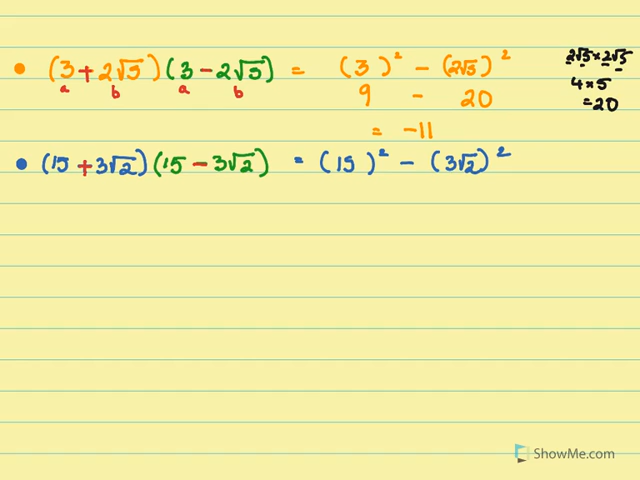 (3 + 2√5)(3 − 2√5) = (3)² − (2√5)²
a b a b
9 − 20
= −11
2√5 × 2√5
4 × 5
= 20
(15 + 3√2)(15 − 3√2) = (15)² − (3√2)²
ShowMe.com